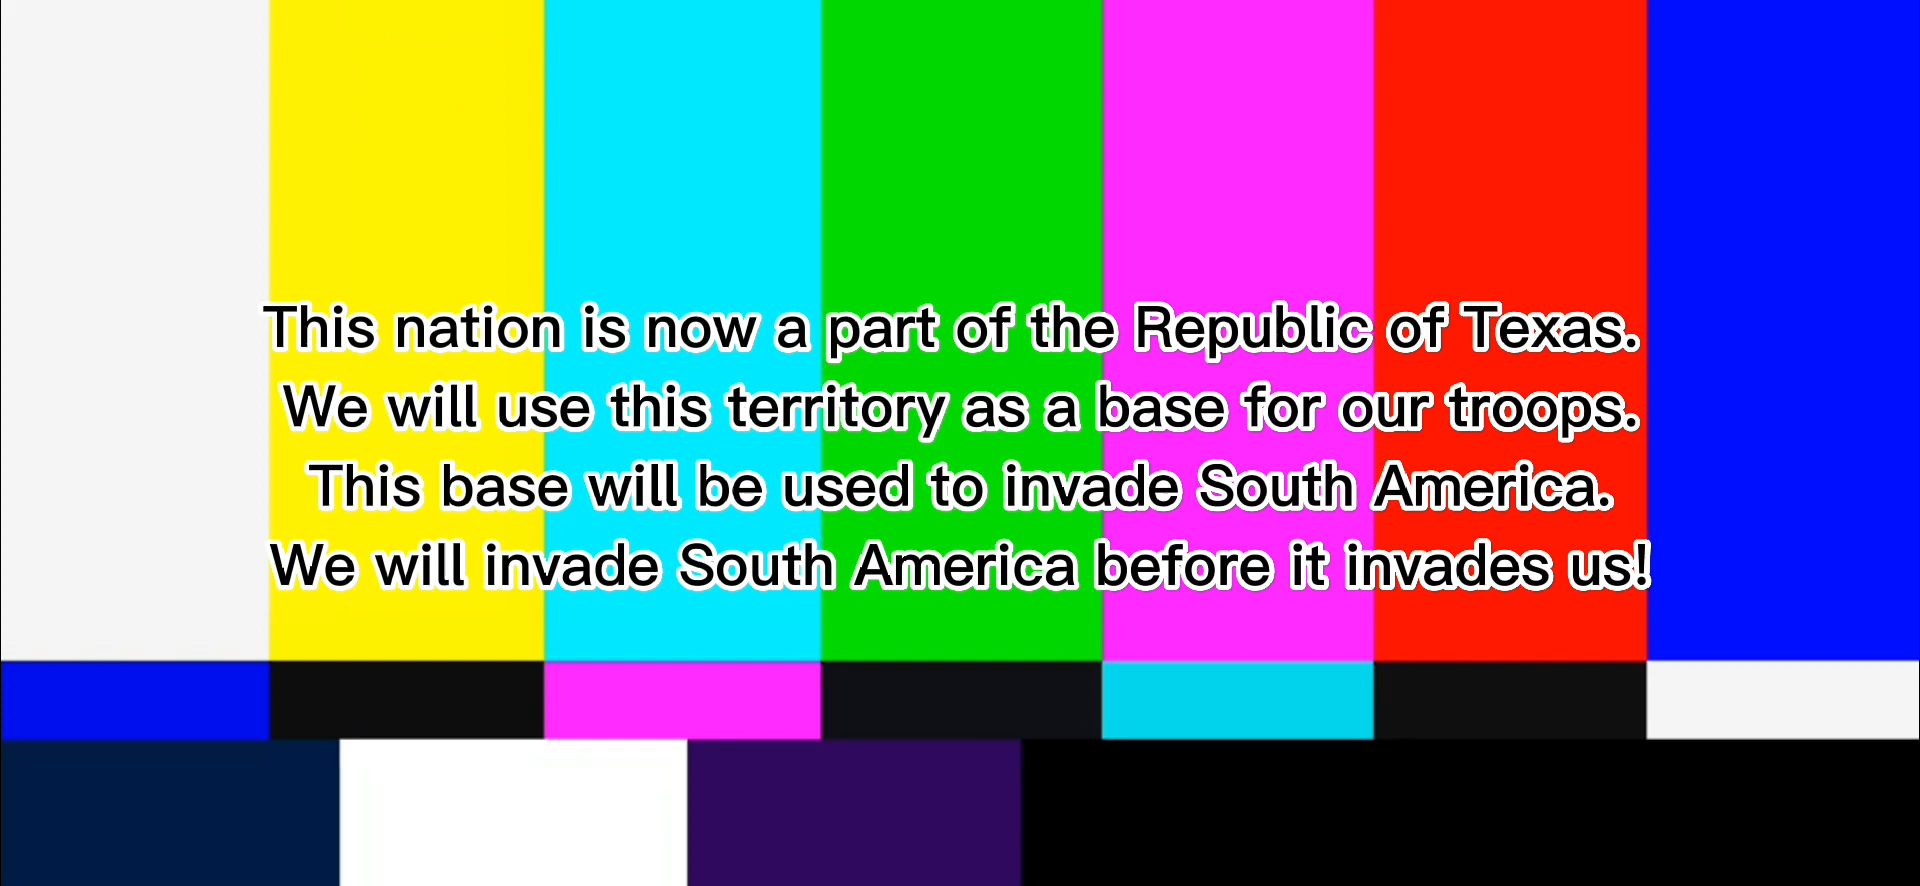 This nation is now a part of the Republic of Texas.
We will use this territory as a base for our troops.
This base will be used to invade South America.
We will invade South America before it invades us!